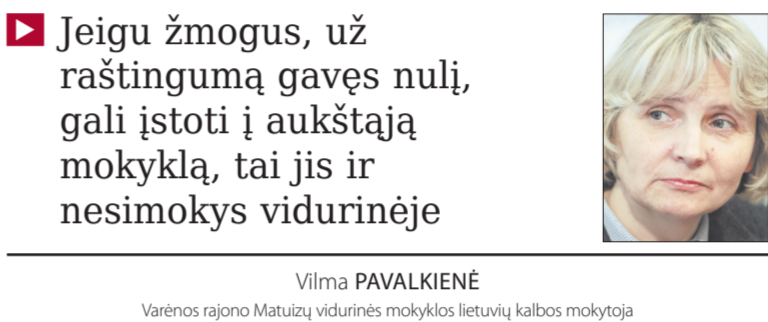 Jeigu žmogus, už
raštingumą gavęs nulį,
gali įstoti į aukštąją
mokyklą, tai jis ir
nesimokys vidurinėje
Vilma PAVALKIENĖ
Varėnos rajono Matuizų vidurinės mokyklos lietuvių kalbos mokytoja